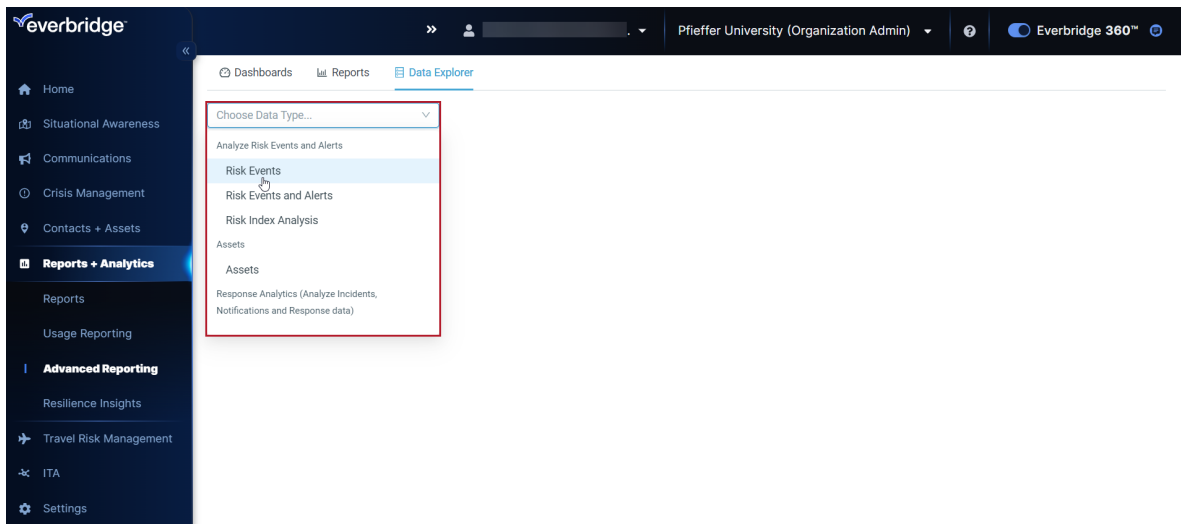 everbridge
»
.
Pfieffer University (Organization Admin)
?
Everbridge 360™
«
Home
Situational Awareness
Communications
Crisis Management
Contacts + Assets
Reports + Analytics
Reports
Usage Reporting
Advanced Reporting
Resilience Insights
Travel Risk Management
ITA
Settings
Dashboards
Reports
Data Explorer
Choose Data Type...
Analyze Risk Events and Alerts
Risk Events
Risk Events and Alerts
Risk Index Analysis
Assets
Assets
Response Analytics (Analyze Incidents,
Notifications and Response data)